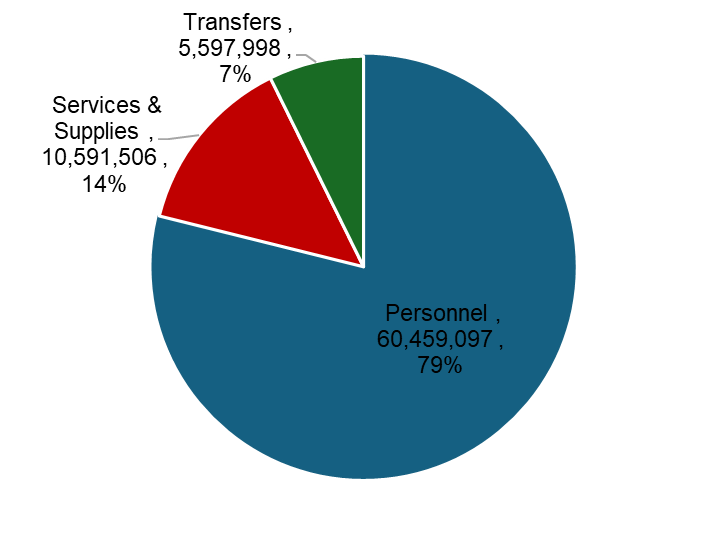 Transfers ,
5,597,998 ,
7%
Services &
Supplies ,
10,591,506 ,
14%
Personnel ,
60,459,097 ,
79%